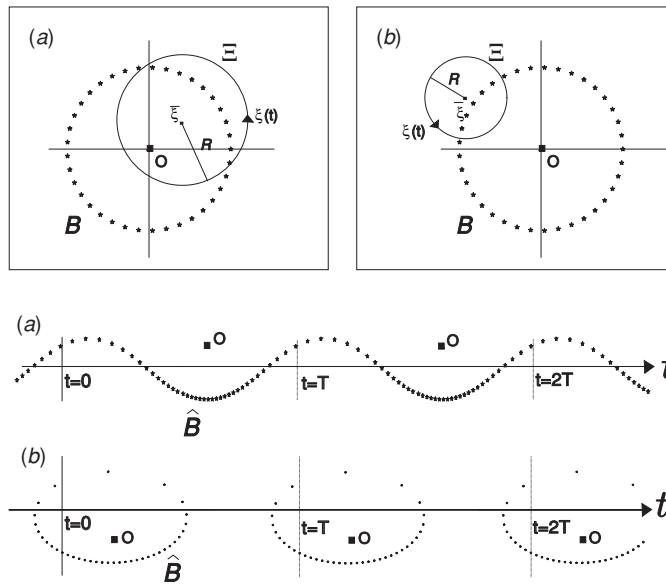 (a)
Ξ
ξ̄
ξ(t)
R
O
B
(b)
Ξ
R
ξ̄
ξ(t)
O
B
(a)
O
O
t
t=0
t=T
t=2T
B̂
(b)
t
t=0
t=T
t=2T
O
O
O
B̂